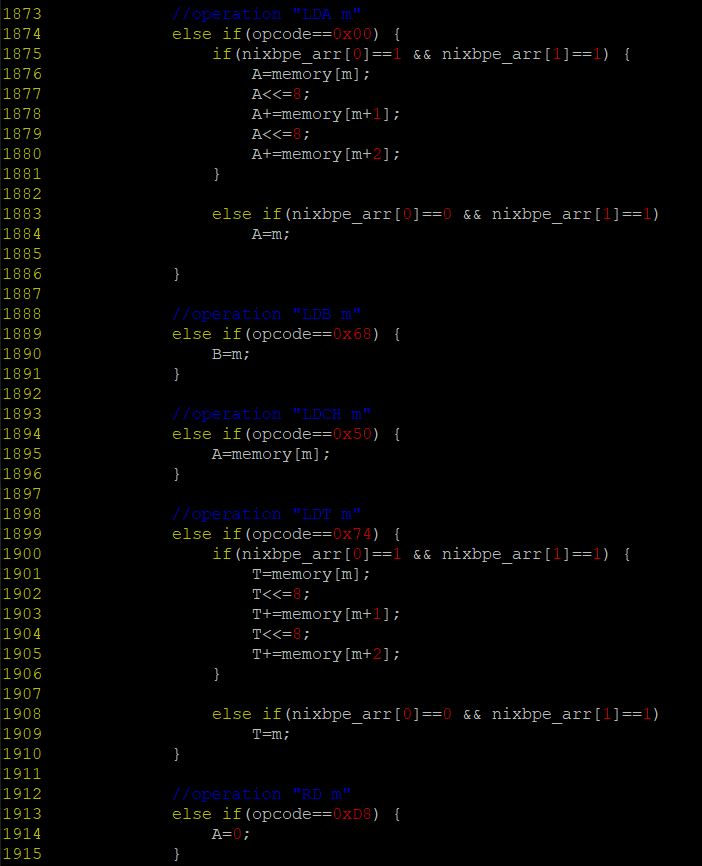 1873 //operation "LDA m"
1874 else if(opcode==0x00) {
1875 if(nixbpe_arr[0]==1 && nixbpe_arr[1]==1) {
1876 A=memory[m];
1877 A<<=8;
1878 A+=memory[m+1];
1879 A<<=8;
1880 A+=memory[m+2];
1881 }
1882
1883 else if(nixbpe_arr[0]==0 && nixbpe_arr[1]==1)
1884 A=m;
1885
1886 }
1887
1888 //operation "LDB m"
1889 else if(opcode==0x68) {
1890 B=m;
1891 }
1892
1893 //operation "LDCH m"
1894 else if(opcode==0x50) {
1895 A=memory[m];
1896 }
1897
1898 //operation "LDT m"
1899 else if(opcode==0x74) {
1900 if(nixbpe_arr[0]==1 && nixbpe_arr[1]==1) {
1901 T=memory[m];
1902 T<<=8;
1903 T+=memory[m+1];
1904 T<<=8;
1905 T+=memory[m+2];
1906 }
1907
1908 else if(nixbpe_arr[0]==0 && nixbpe_arr[1]==1)
1909 T=m;
1910 }
1911
1912 //operation "RD m"
1913 else if(opcode==0xD8) {
1914 A=0;
1915 }